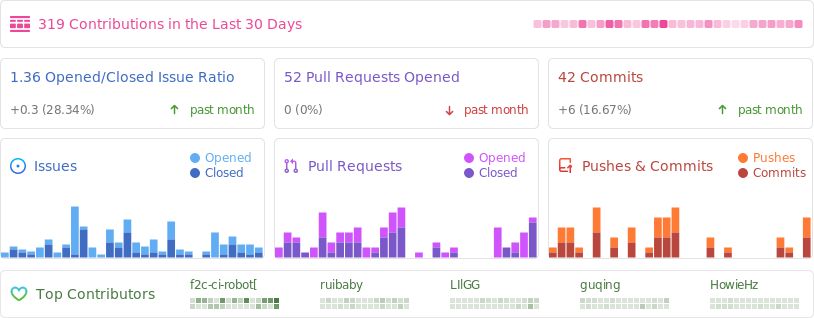 319 Contributions in the Last 30 Days
1.36 Opened/Closed Issue Ratio
+0.3 (28.34%) ↑ past month
52 Pull Requests Opened
0 (0%) ↓ past month
42 Commits
+6 (16.67%) ↑ past month
Issues
Opened
Closed
Pull Requests
Opened
Closed
Pushes & Commits
Pushes
Commits
Top Contributors
f2c-ci-robot[
ruibaby
LIlGG
guqing
HowieHz